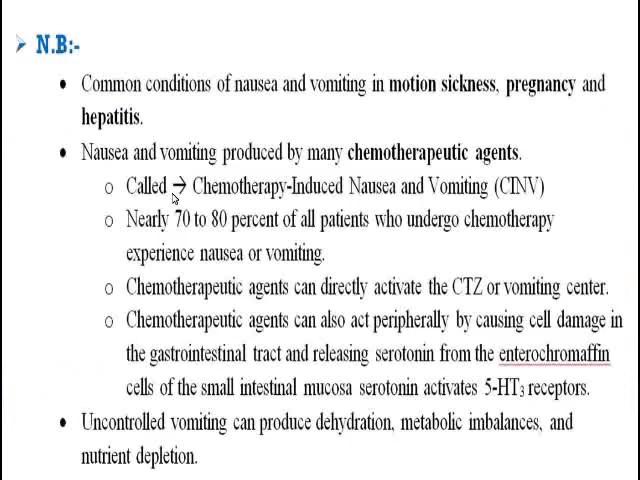 ➢ N.B:-
• Common conditions of nausea and vomiting in motion sickness, pregnancy and
hepatitis.
• Nausea and vomiting produced by many chemotherapeutic agents.
o Called → Chemotherapy-Induced Nausea and Vomiting (CINV)
o Nearly 70 to 80 percent of all patients who undergo chemotherapy
experience nausea or vomiting.
o Chemotherapeutic agents can directly activate the CTZ or vomiting center.
o Chemotherapeutic agents can also act peripherally by causing cell damage in
the gastrointestinal tract and releasing serotonin from the enterochromaffin
cells of the small intestinal mucosa serotonin activates 5-HT₃ receptors.
• Uncontrolled vomiting can produce dehydration, metabolic imbalances, and
nutrient depletion.